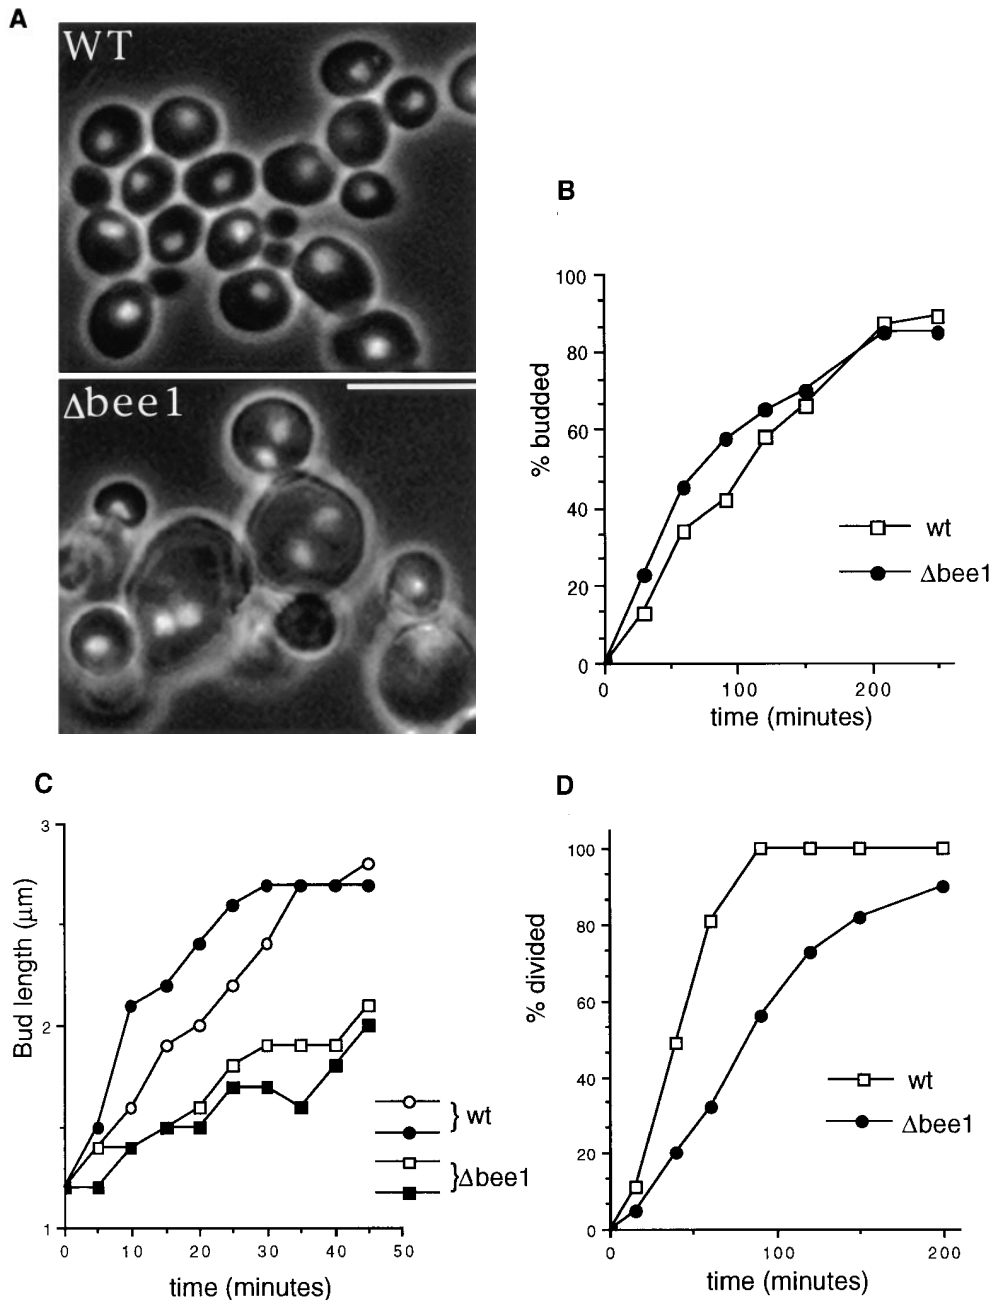 A
WT
Δbee1
B
100
80
60
40
20
0
% budded
0 100 200
time (minutes)
wt
Δbee1
C
3
2
1
Bud length (μm)
0 10 20 30 40 50
time (minutes)
} wt
} Δbee1
D
100
80
60
40
20
0
% divided
0 100 200
time (minutes)
wt
Δbee1